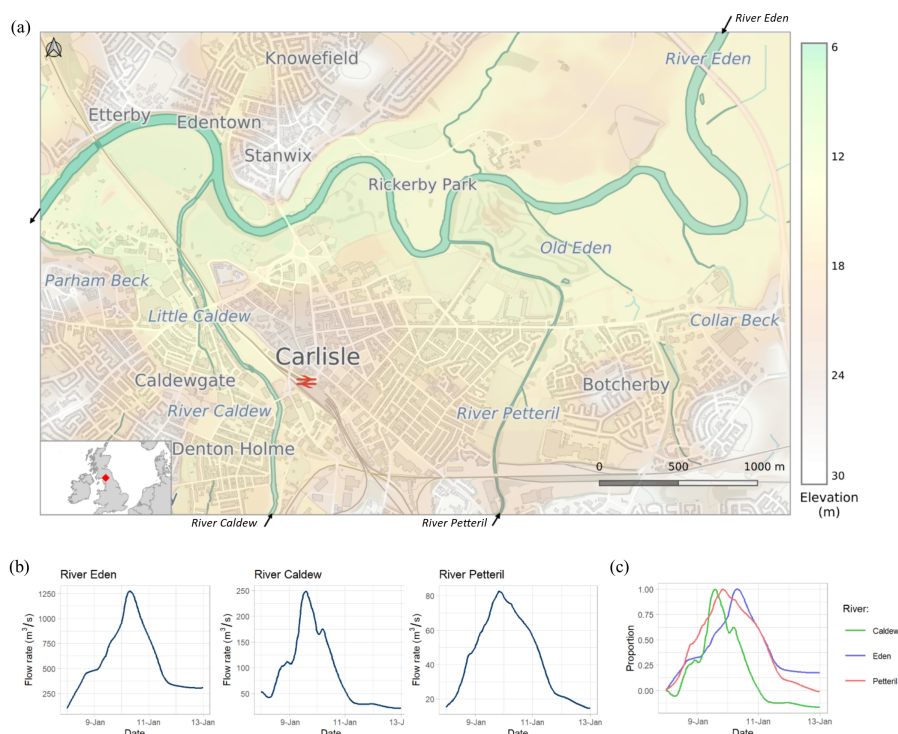 (a)
River Eden
Knowefield
River Eden
6
Etterby
Edentown
Stanwix
12
Rickerby Park
Old Eden
18
Parham Beck
Little Caldew
Collar Beck
Carlisle
24
Caldewgate
Botcherby
River Caldew
River Petteril
Denton Holme
0 500 1000 m
30
Elevation
(m)
River Caldew
River Petteril
(b)
(c)
River Eden
River Caldew
River Petteril
Flow rate (m³/s)
1250
1000
750
500
250
9-Jan 11-Jan 13-Jan
Date
Flow rate (m³/s)
250
200
150
100
50
9-Jan 11-Jan 13-J
Date
Flow rate (m³/s)
80
60
40
20
9-Jan 11-Jan 13-Jan
Date
Proportion
1.00
0.75
0.50
0.25
0.00
9-Jan 11-Jan 13-Jan
Date
River:
Caldew
Eden
Petteril